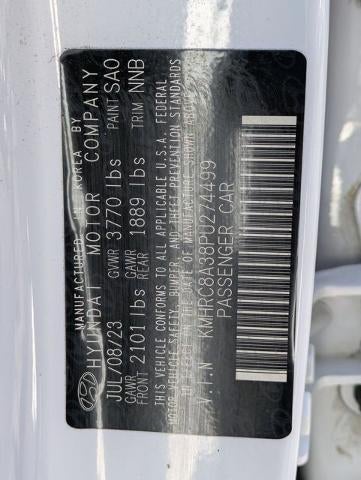 MANUFACTURED IN KOREA BY
HYUNDAI MOTOR COMPANY
JUL/08/23 GVWR 3770 lbs PAINT SAO
GAWR FRONT 2101 lbs GAWR REAR 1889 lbs TRIM NNB
THIS VEHICLE CONFORMS TO ALL APPLICABLE U.S.A. FEDERAL
MOTOR VEHICLE SAFETY, BUMPER, AND THEFT PREVENTION STANDARDS
IN EFFECT ON THE DATE OF MANUFACTURE SHOWN ABOVE.
V.I.N KMHRC8A38PU274499
PASSENGER CAR